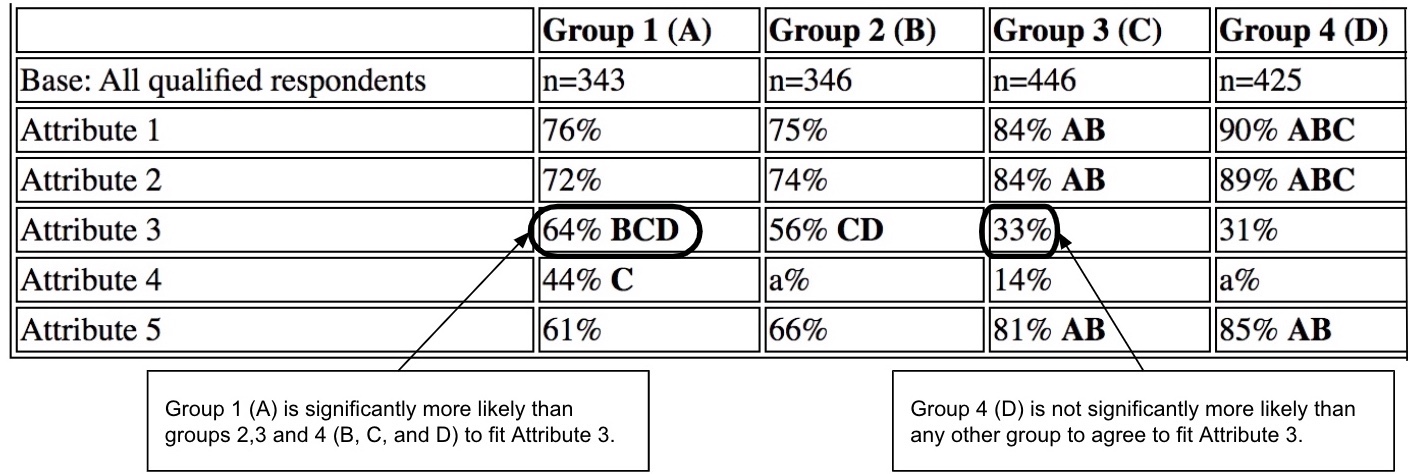 Group 1 (A) Group 2 (B) Group 3 (C) Group 4 (D)
Base: All qualified respondents n=343 n=346 n=446 n=425
Attribute 1 76% 75% 84% AB 90% ABC
Attribute 2 72% 74% 84% AB 89% ABC
Attribute 3 64% BCD 56% CD 33% 31%
Attribute 4 44% C a% 14% a%
Attribute 5 61% 66% 81% AB 85% AB
Group 1 (A) is significantly more likely than
groups 2,3 and 4 (B, C, and D) to fit Attribute 3.
Group 4 (D) is not significantly more likely than
any other group to agree to fit Attribute 3.